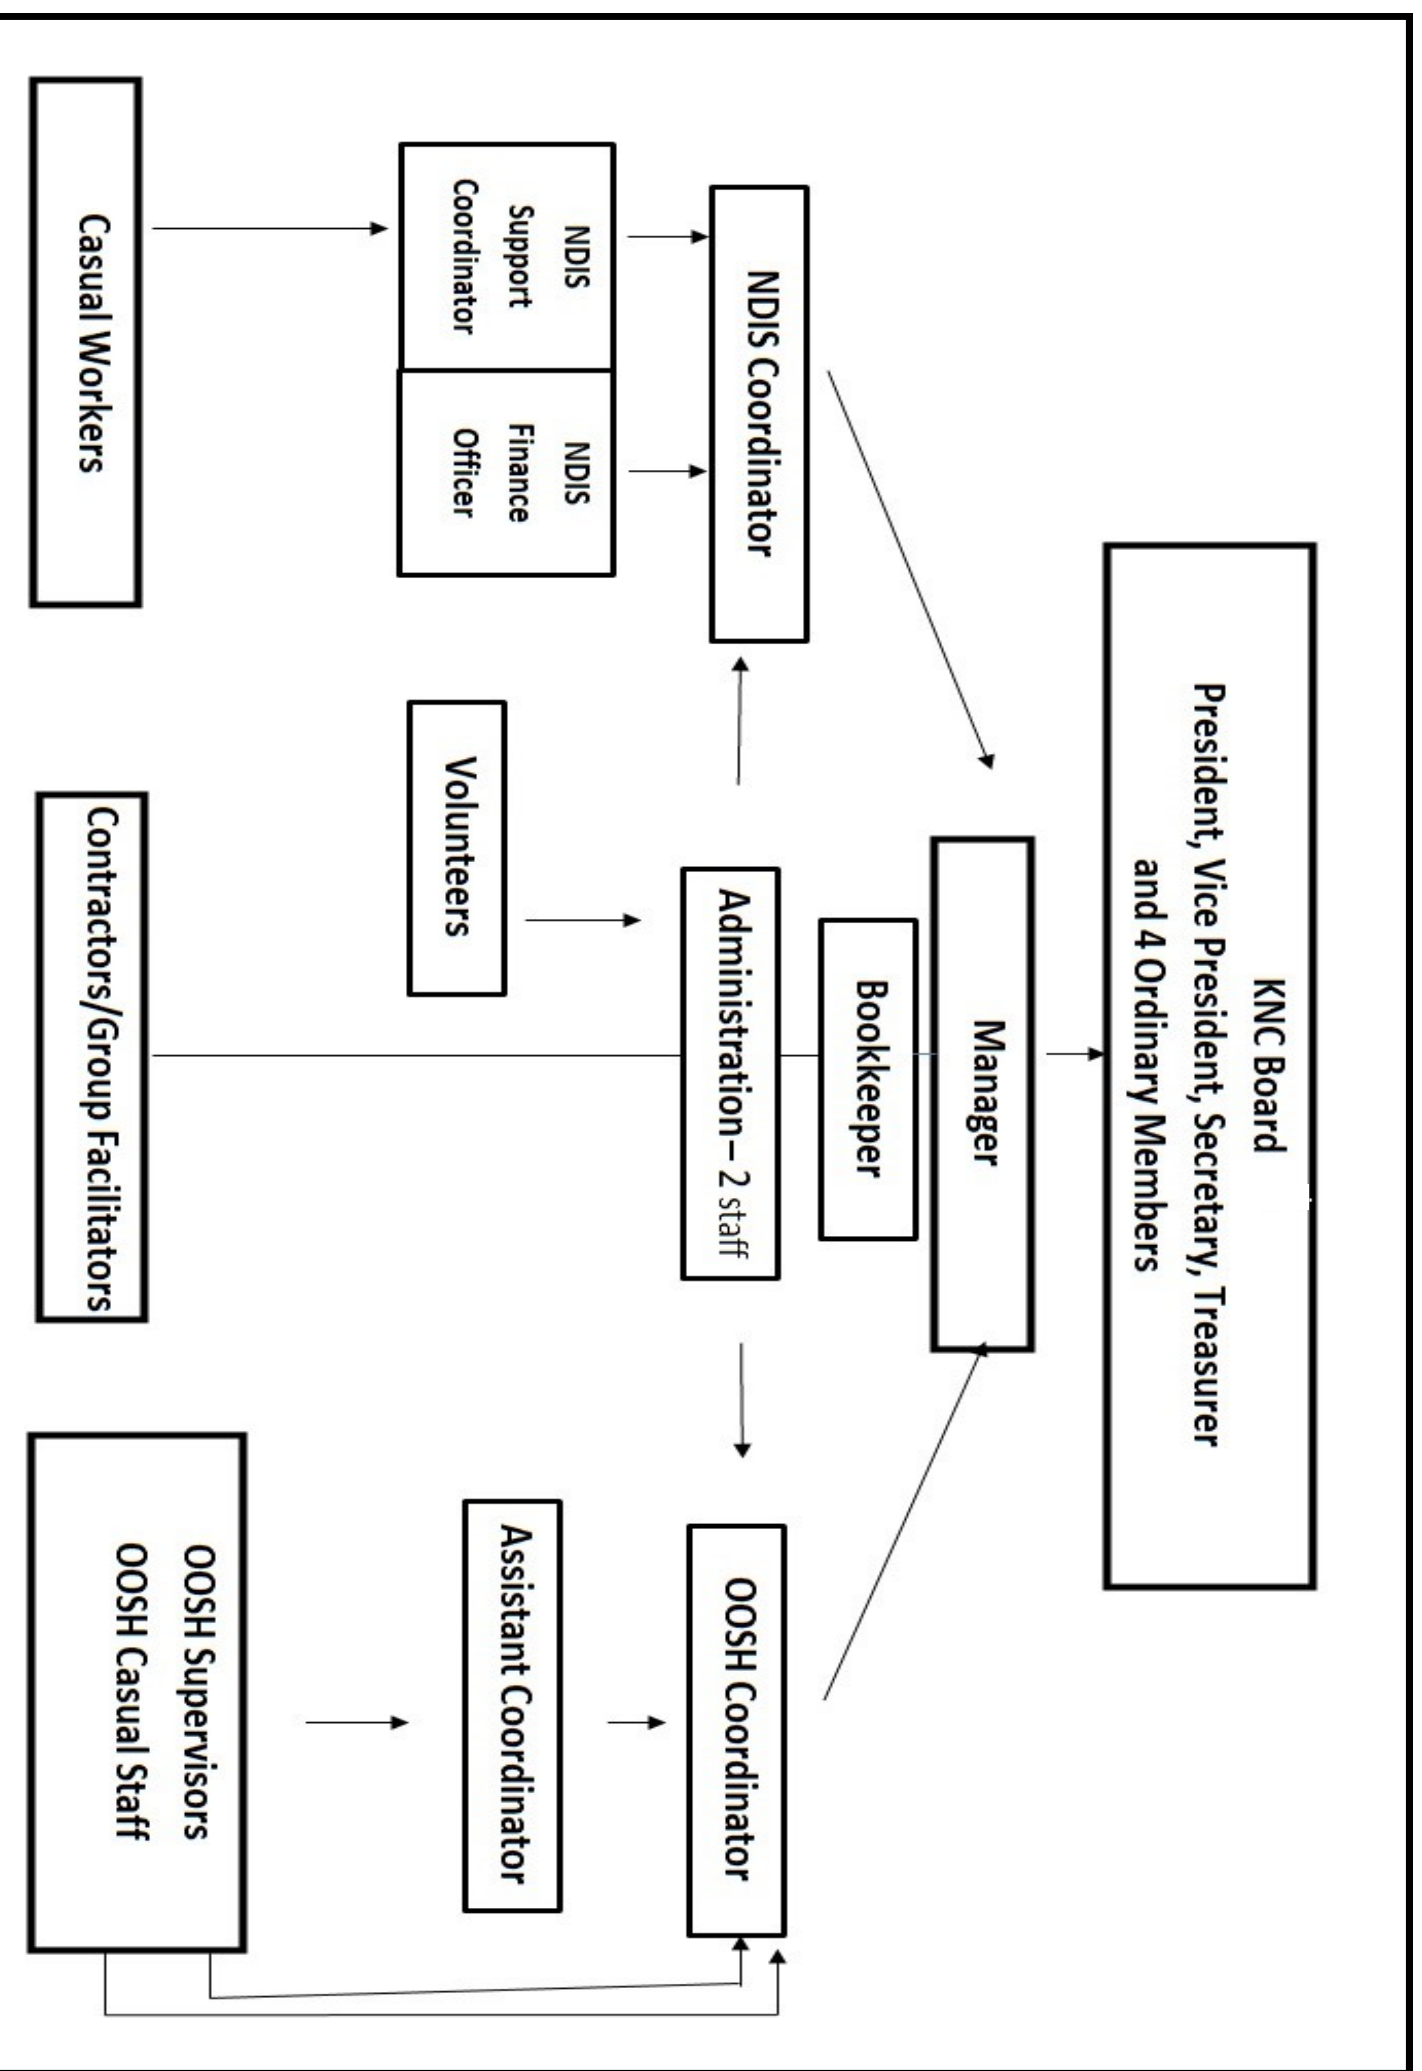 KNC Board
President, Vice President, Secretary, Treasurer
and 4 Ordinary Members
Manager
Bookkeeper
NDIS Coordinator
Administration– 2 staff
OOSH Coordinator
NDIS
Support
Coordinator
NDIS
Finance
Officer
Volunteers
Assistant Coordinator
Casual Workers
Contractors/Group Facilitators
OOSH Supervisors
OOSH Casual Staff